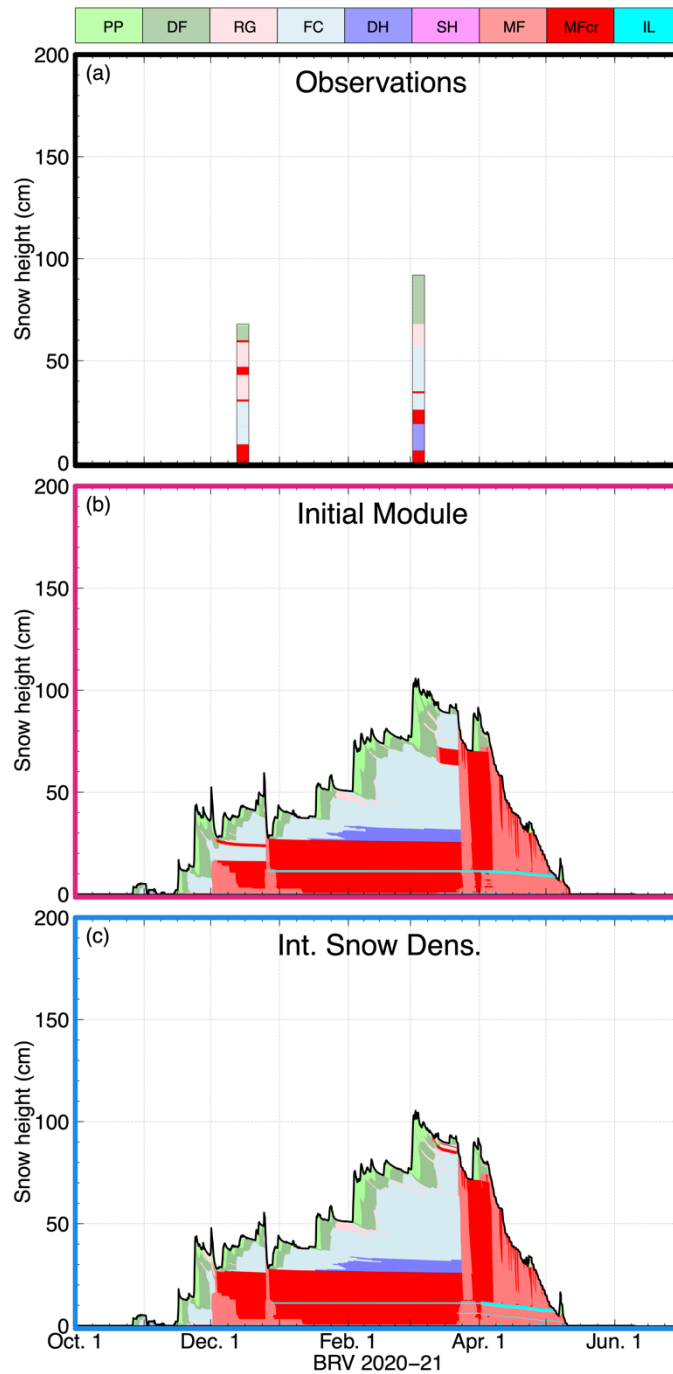 PP DF RG FC DH SH MF MFcr IL
200
(a)
Observations
150
100
50
0
Snow height (cm)
200
(b)
Initial Module
150
100
50
0
Snow height (cm)
200
(c)
Int. Snow Dens.
150
100
50
0
Snow height (cm)
Oct. 1 Dec. 1 Feb. 1 Apr. 1 Jun. 1
BRV 2020−21